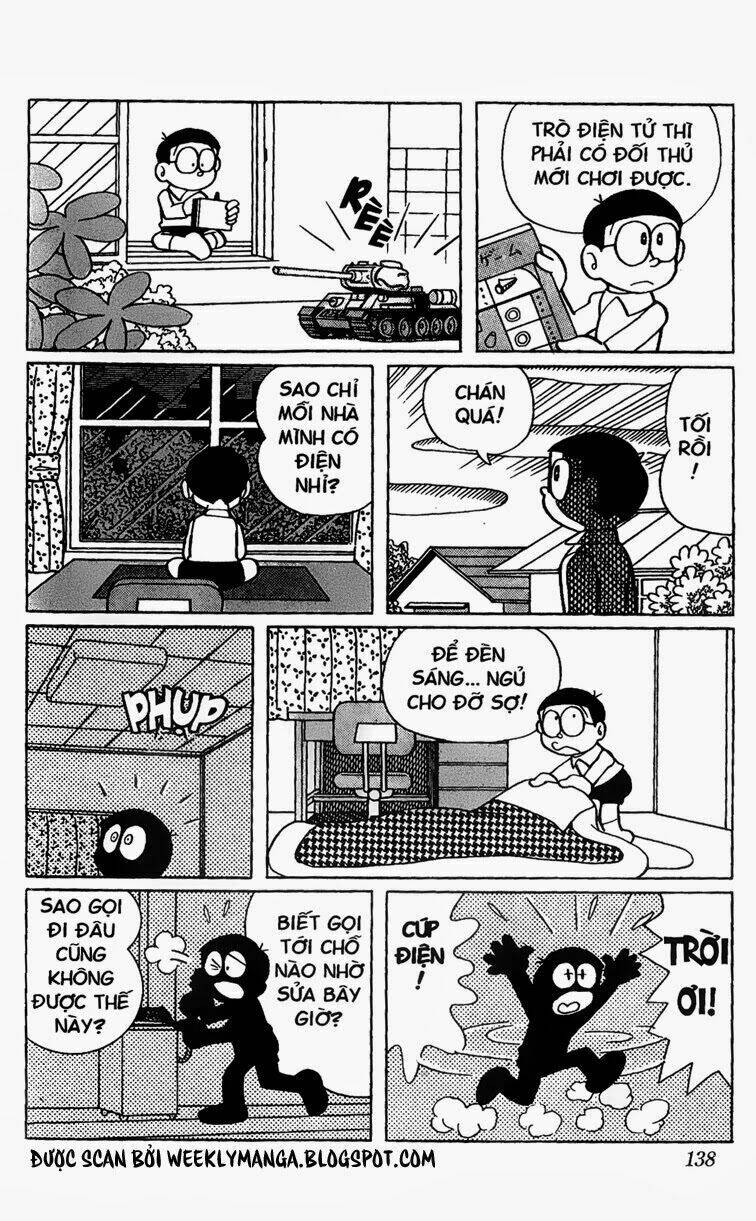 TRÒ ĐIỆN TỬ THÌ
PHẢI CÓ ĐỐI THỦ
MỚI CHƠI ĐƯỢC.
ゲーム
RÈÈ
TỐI
RỒI
!
CHÁN
QUÁ!
SAO CHỈ
MỖI NHÀ
MÌNH CÓ
ĐIỆN
NHỈ?
ĐỂ ĐÈN
SÁNG... NGỦ
CHO ĐỠ SỢ!
PHỤP
TRỜI
ƠI!
CÚP
ĐIỆN
!
BIẾT GỌI
TỚI CHỖ
NÀO NHỜ
SỬA BÂY
GIỜ?
SAO GỌI
ĐI ĐÂU
CŨNG
KHÔNG
ĐƯỢC THẾ
NÀY?
ĐƯỢC SCAN BỞI WEEKLYMANGA.BLOGSPOT.COM
138